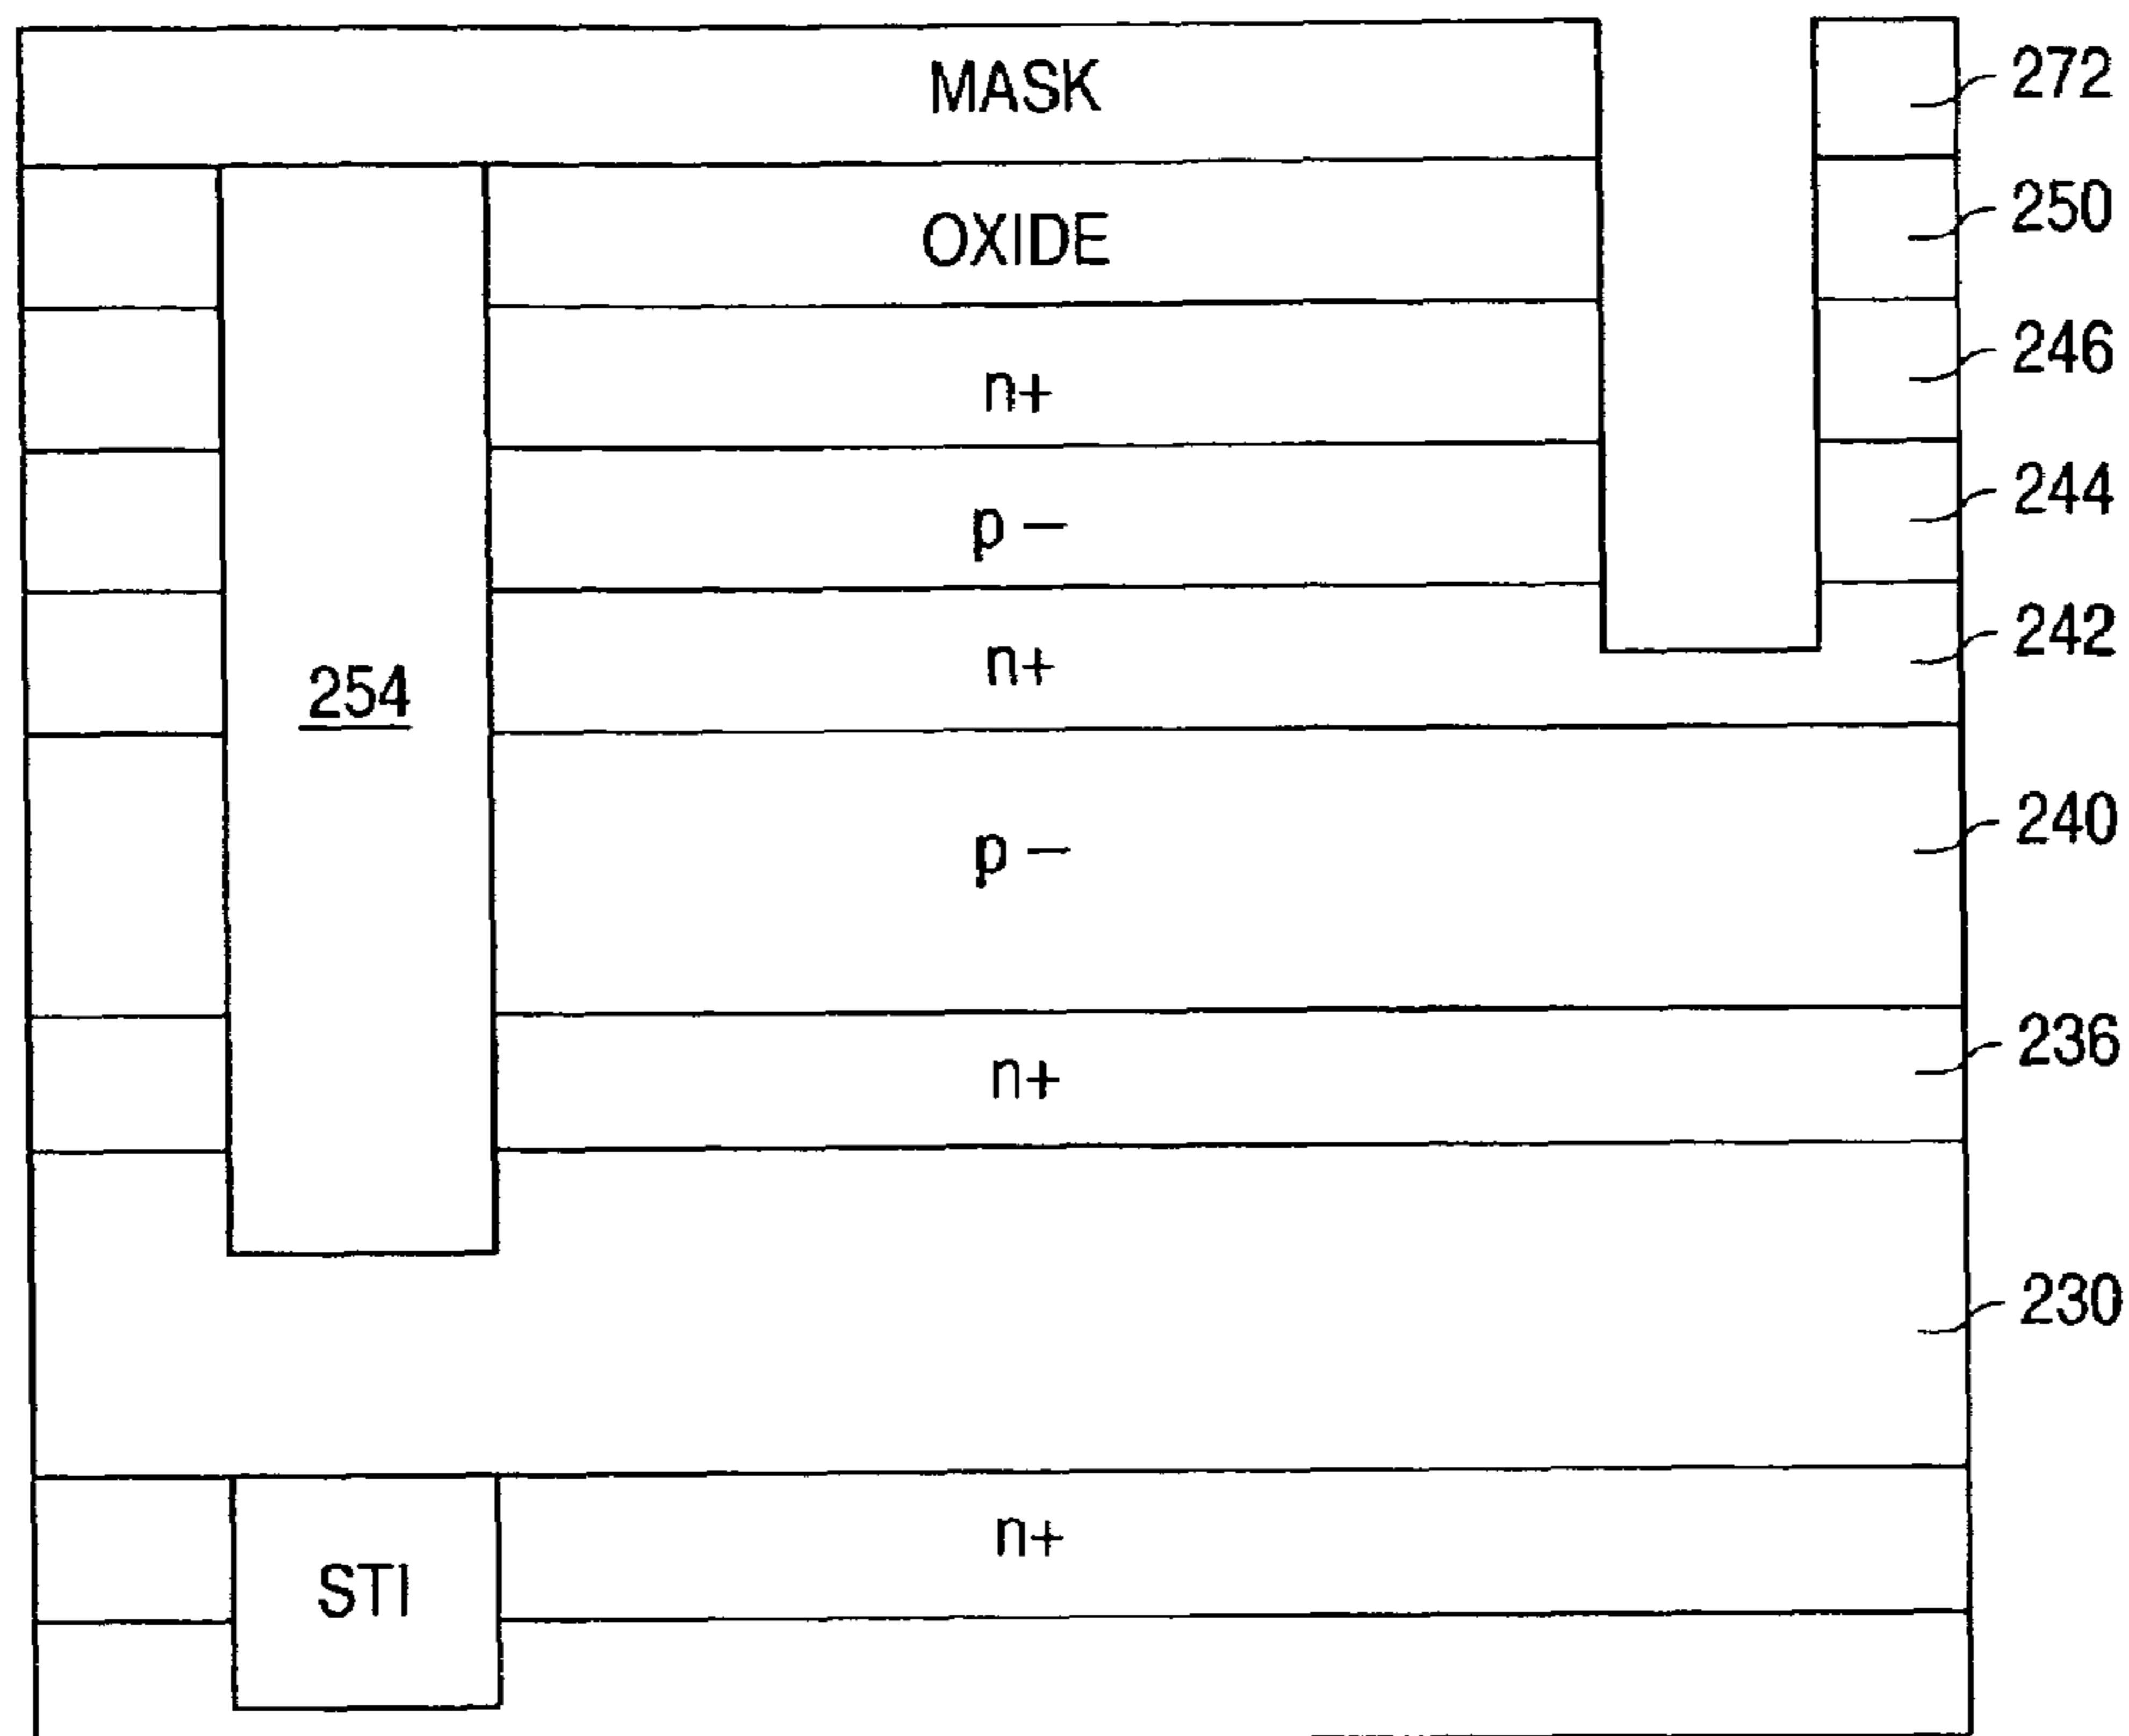 MASK
272
OXIDE
250
n+
246
p –
244
n+
242
254
p –
240
n+
236
230
n+
STI